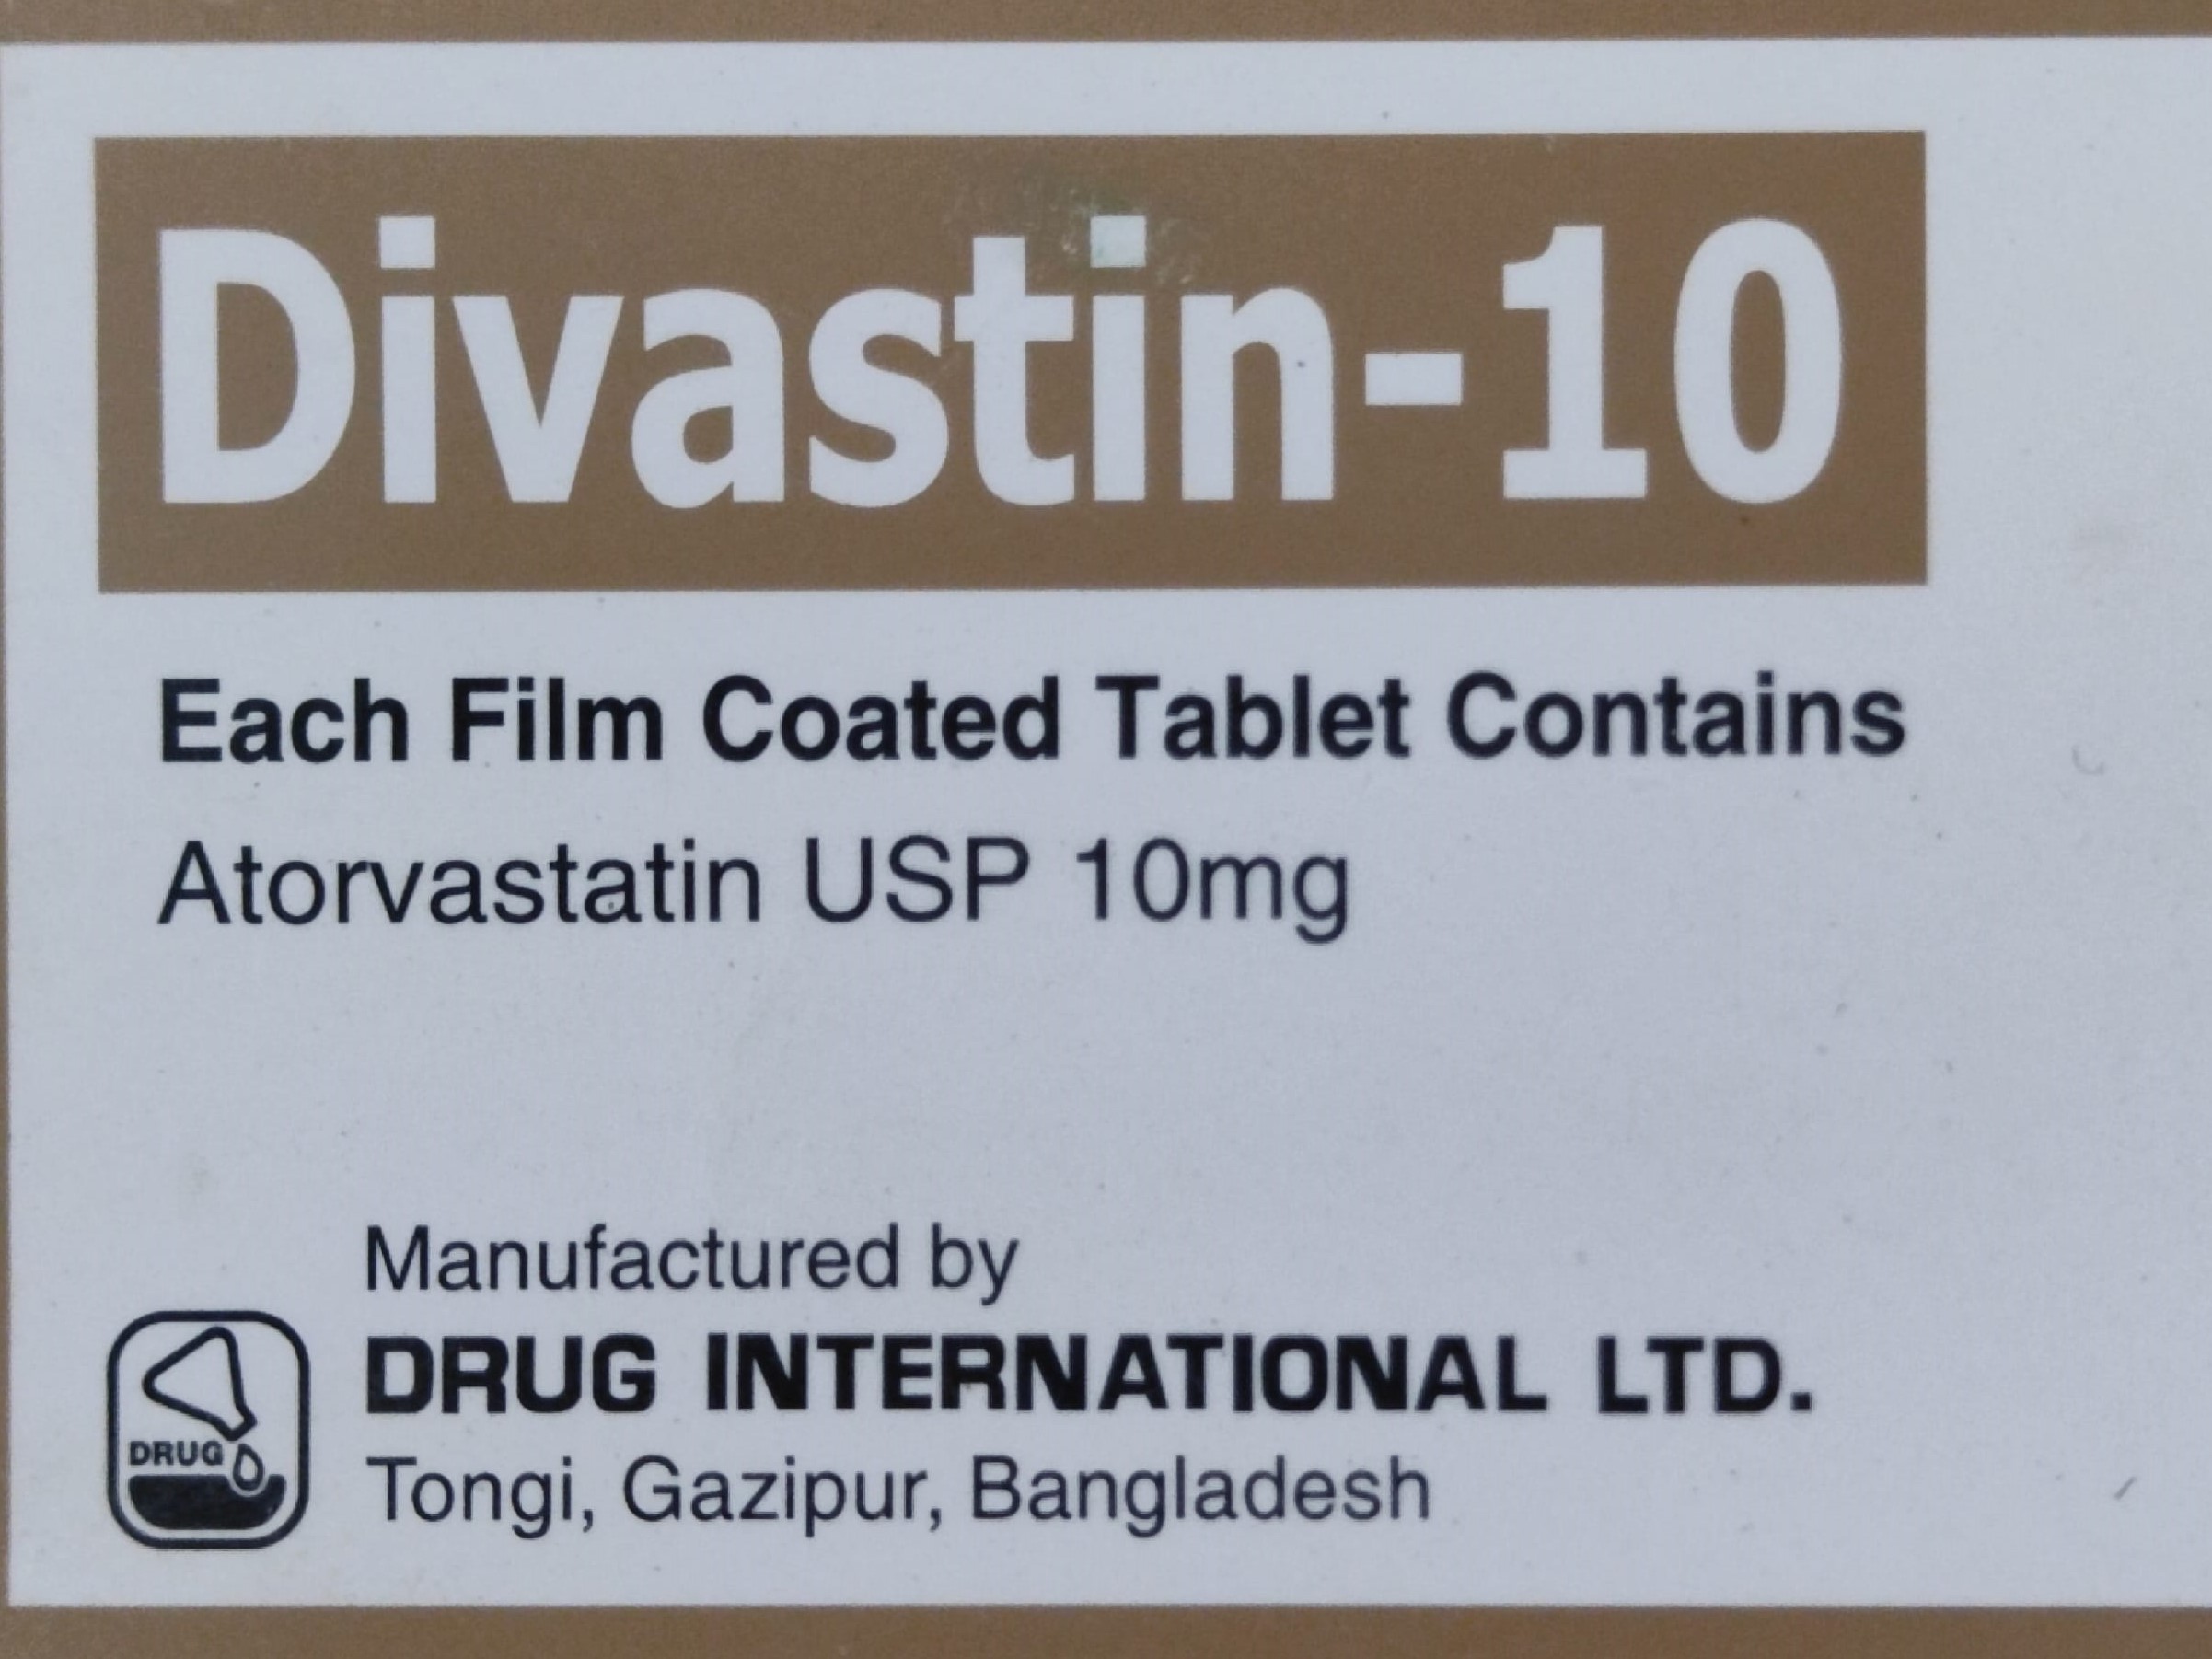 Divastin-10
Each Film Coated Tablet Contains
Atorvastatin USP 10mg
Manufactured by
DRUG INTERNATIONAL LTD.
DRUG
Tongi, Gazipur, Bangladesh